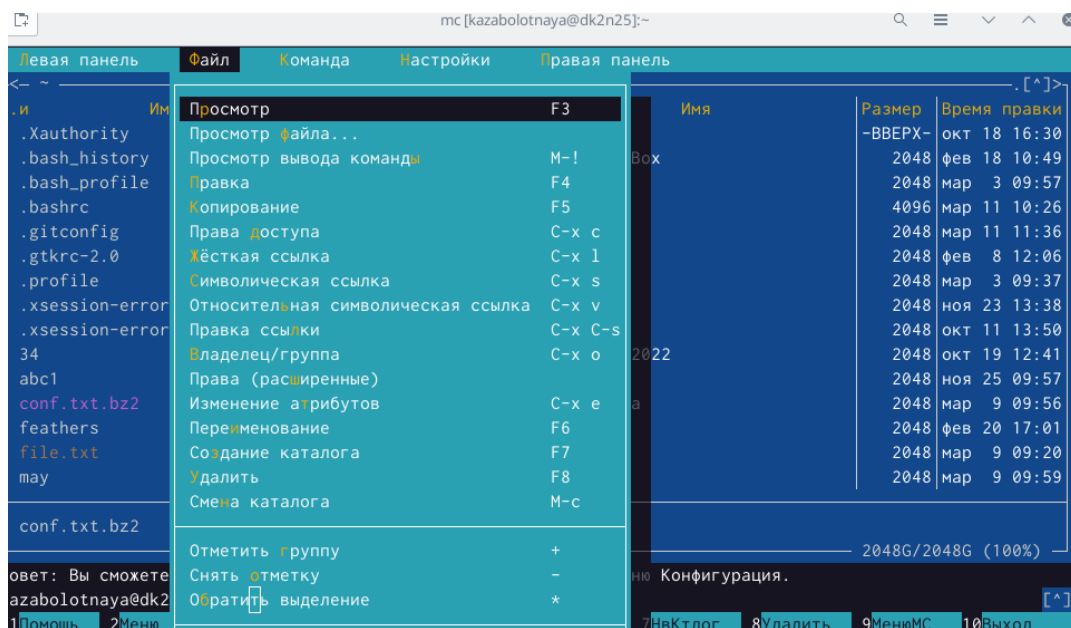 mc [kazabolotnaya@dk2n25]:~
Левая панель Файл Команда Настройки Правая панель
<— ~ .[^]>
.и Им Имя Размер Время правки
Просмотр F3
.Xauthority Просмотр файла... -ВВЕРХ- окт 18 16:30
.bash_history Просмотр вывода команды M-! Box 2048 фев 18 10:49
.bash_profile Правка F4 2048 мар 3 09:57
.bashrc Копирование F5 4096 мар 11 10:26
.gitconfig Права доступа C-x c 2048 мар 11 11:36
.gtkrc-2.0 Жёсткая ссылка C-x l 2048 фев 8 12:06
.profile Символическая ссылка C-x s 2048 мар 3 09:37
.xsession-error Относительная символическая ссылка C-x v 2048 ноя 23 13:38
.xsession-error Правка ссылки C-x C-s 2048 окт 11 13:50
34 Владелец/группа C-x o 2022 2048 окт 19 12:41
abc1 Права (расширенные) 2048 ноя 25 09:57
conf.txt.bz2 Изменение атрибутов C-x e а 2048 мар 9 09:56
feathers Переименование F6 2048 фев 20 17:01
file.txt Создание каталога F7 2048 мар 9 09:20
may Удалить F8 2048 мар 9 09:59
Смена каталога M-c
conf.txt.bz2
Отметить группу + 2048G/2048G (100%)
овет: Вы сможете Снять отметку - ню Конфигурация.
azabolotnaya@dk2 Обратить выделение * [^]
1Помощь 2Меню 7НвКтлог 8Удалить 9МенюМС 10Выход